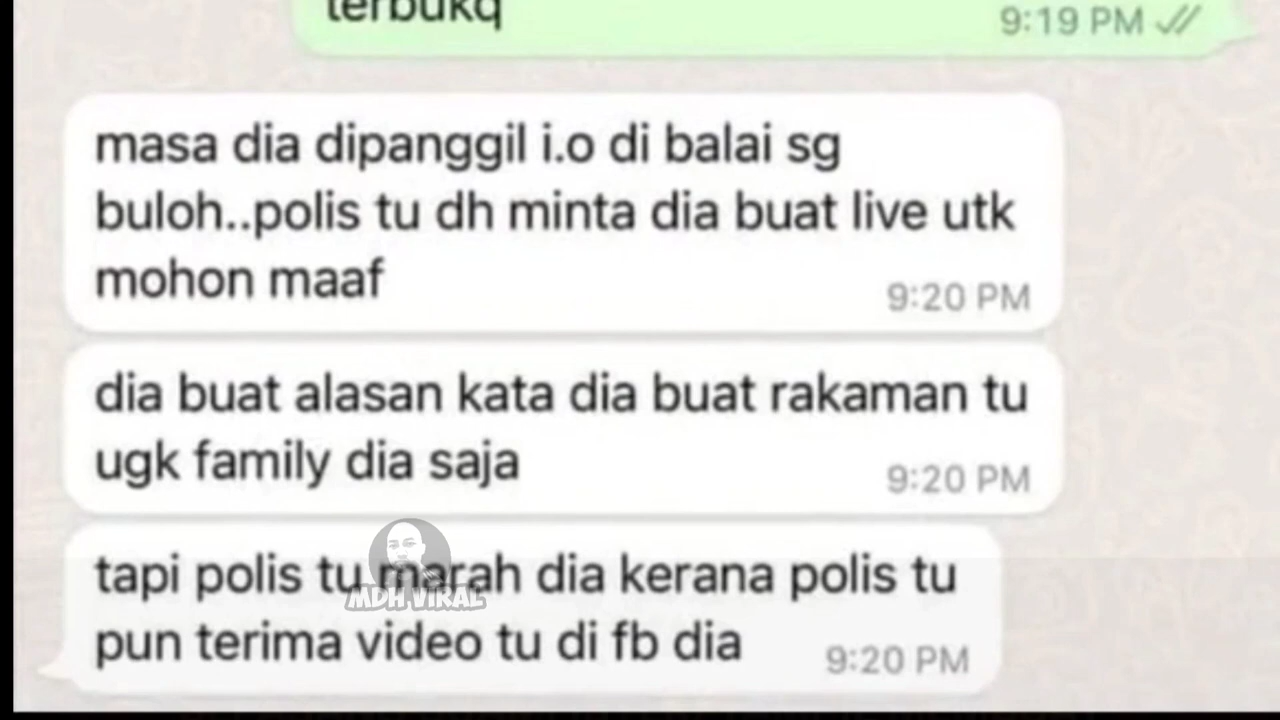 terbukq
9:19 PM
masa dia dipanggil i.o di balai sg
buloh..polis tu dh minta dia buat live utk
mohon maaf
9:20 PM
dia buat alasan kata dia buat rakaman tu
ugk family dia saja
9:20 PM
tapi polis tu marah dia kerana polis tu
pun terima video tu di fb dia
9:20 PM
MDH VIRAL